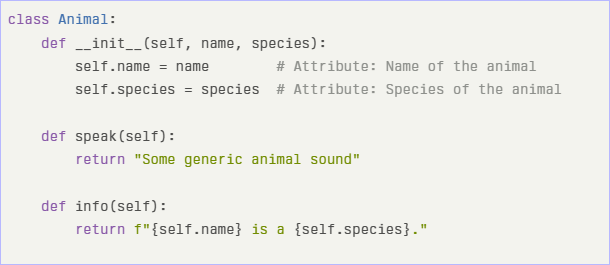 class Animal:
    def __init__(self, name, species):
        self.name = name        # Attribute: Name of the animal
        self.species = species  # Attribute: Species of the animal

    def speak(self):
        return "Some generic animal sound"

    def info(self):
        return f"{self.name} is a {self.species}."